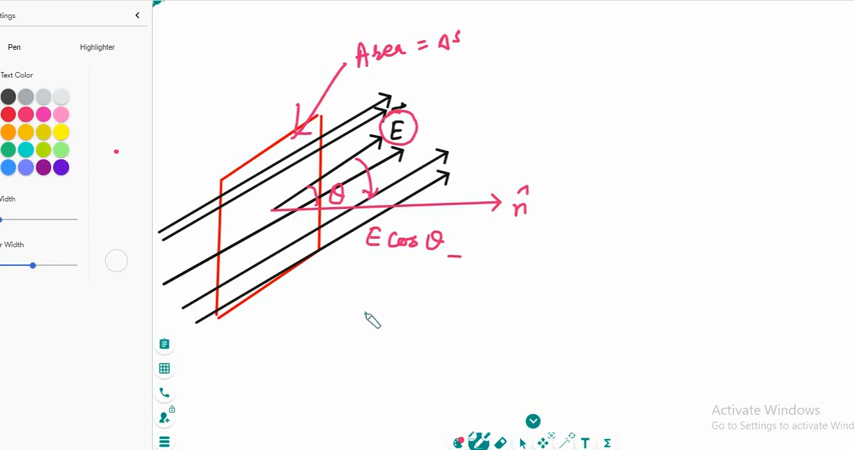 tings
Pen
Highlighter
Text Color
Width
r Width
Area = ΔS
E
θ
n̂
E cos θ
Activate Windows
Go to Settings to activate Wind
T
Σ